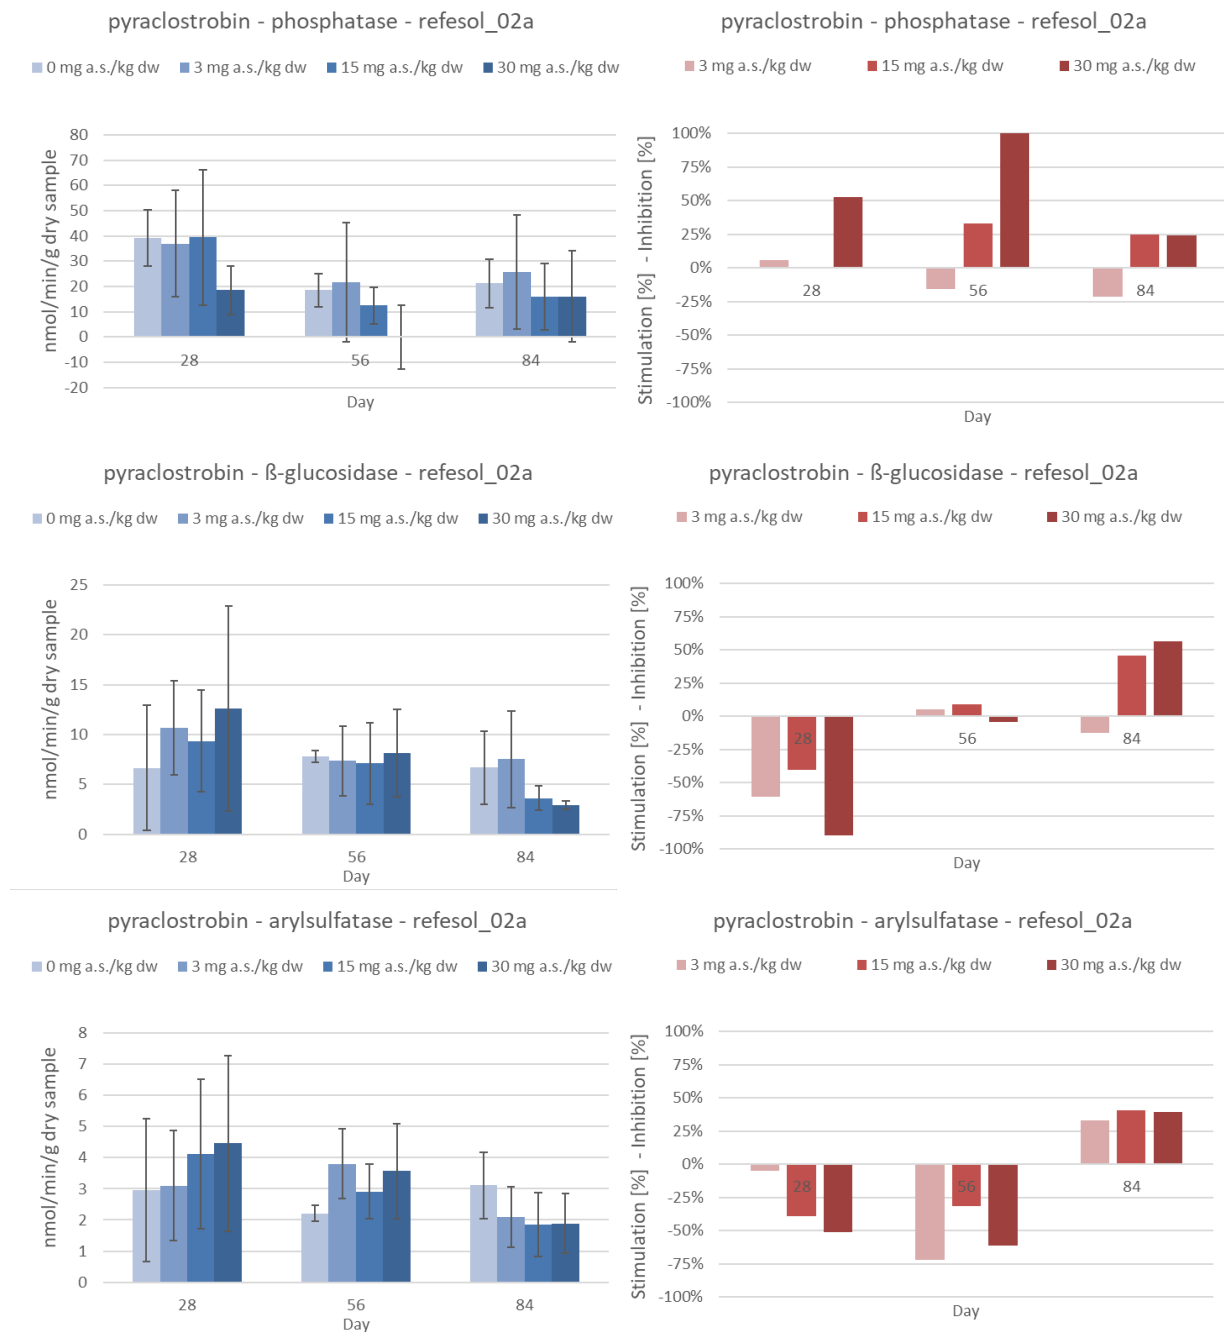 pyraclostrobin - phosphatase - refesol_02a
0 mg a.s./kg dw 3 mg a.s./kg dw 15 mg a.s./kg dw 30 mg a.s./kg dw
nmol/min/g dry sample
80
70
60
50
40
30
20
10
0
-10
-20
28 56 84
Day
pyraclostrobin - phosphatase - refesol_02a
3 mg a.s./kg dw 15 mg a.s./kg dw 30 mg a.s./kg dw
Stimulation [%] - Inhibition [%]
100%
75%
50%
25%
0%
-25%
-50%
-75%
-100%
28 56 84
Day
pyraclostrobin - ß-glucosidase - refesol_02a
0 mg a.s./kg dw 3 mg a.s./kg dw 15 mg a.s./kg dw 30 mg a.s./kg dw
nmol/min/g dry sample
25
20
15
10
5
0
28 56 84
Day
pyraclostrobin - ß-glucosidase - refesol_02a
3 mg a.s./kg dw 15 mg a.s./kg dw 30 mg a.s./kg dw
Stimulation [%] - Inhibition [%]
100%
75%
50%
25%
0%
-25%
-50%
-75%
-100%
28 56 84
Day
pyraclostrobin - arylsulfatase - refesol_02a
0 mg a.s./kg dw 3 mg a.s./kg dw 15 mg a.s./kg dw 30 mg a.s./kg dw
nmol/min/g dry sample
8
7
6
5
4
3
2
1
0
28 56 84
Day
pyraclostrobin - arylsulfatase - refesol_02a
3 mg a.s./kg dw 15 mg a.s./kg dw 30 mg a.s./kg dw
Stimulation [%] - Inhibition [%]
100%
75%
50%
25%
0%
-25%
-50%
-75%
-100%
28 56 84
Day